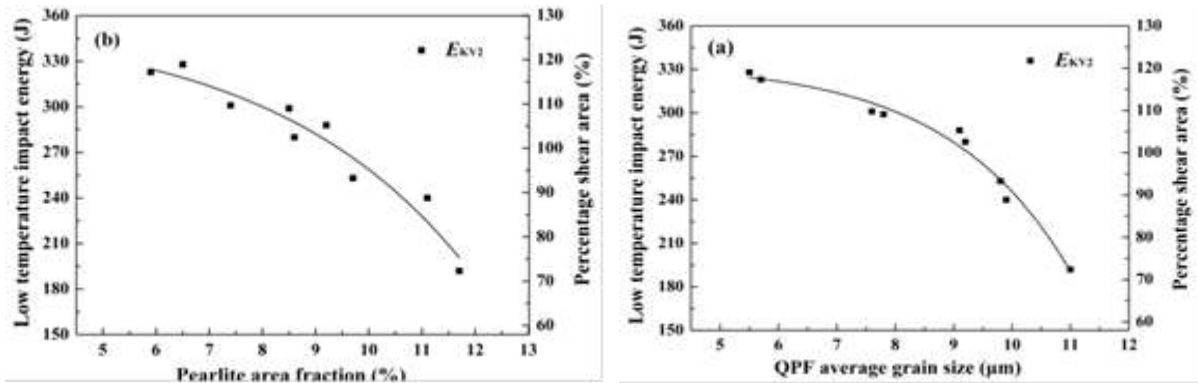 (b)
EKV2
Low temperature impact energy (J)
360
330
300
270
240
210
180
150
130
120
110
100
90
80
70
60
Percentage shear area (%)
5 6 7 8 9 10 11 12 13
Pearlite area fraction (%)
(a)
EKV2
Low temperature impact energy (J)
360
330
300
270
240
210
180
150
130
120
110
100
90
80
70
60
Percentage shear area (%)
5 6 7 8 9 10 11 12
QPF average grain size (μm)